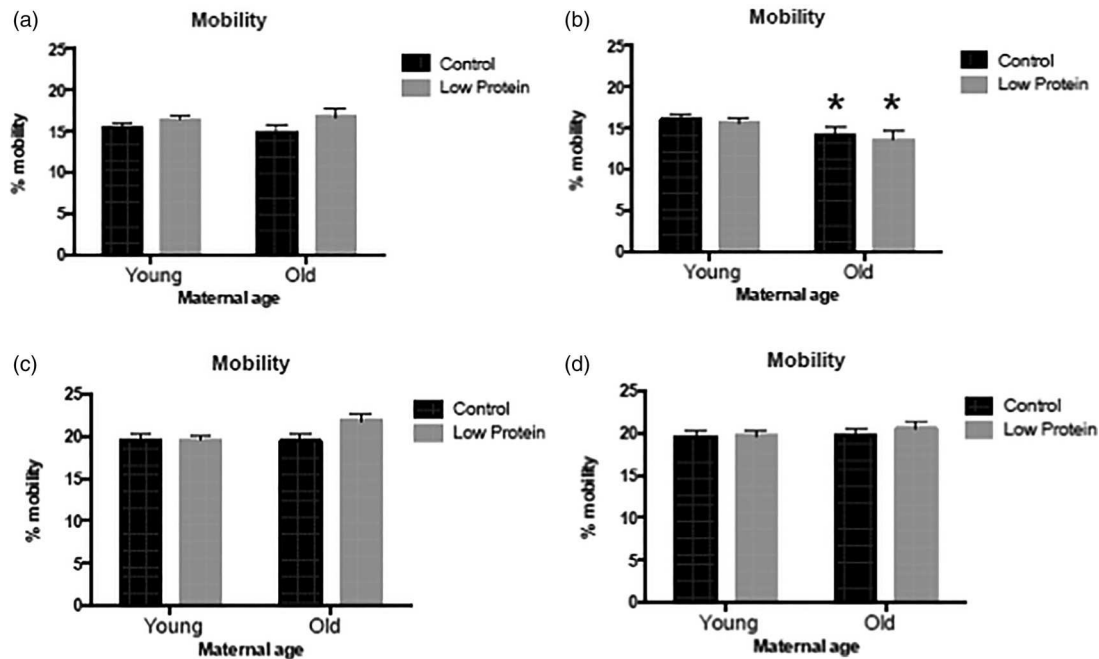 (a)
Mobility
25
20
15
10
5
0
% mobility
Young
Old
Maternal age
Control
Low Protein
(b)
Mobility
25
20
15
10
5
0
% mobility
*
*
Young
Old
Maternal age
Control
Low Protein
(c)
Mobility
25
20
15
10
5
0
% mobility
Young
Old
Maternal age
Control
Low Protein
(d)
Mobility
25
20
15
10
5
0
% mobility
Young
Old
Maternal age
Control
Low Protein